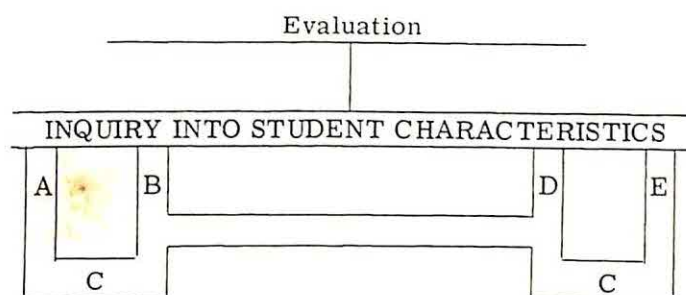 Evaluation
INQUIRY INTO STUDENT CHARACTERISTICS
A B D E
C C